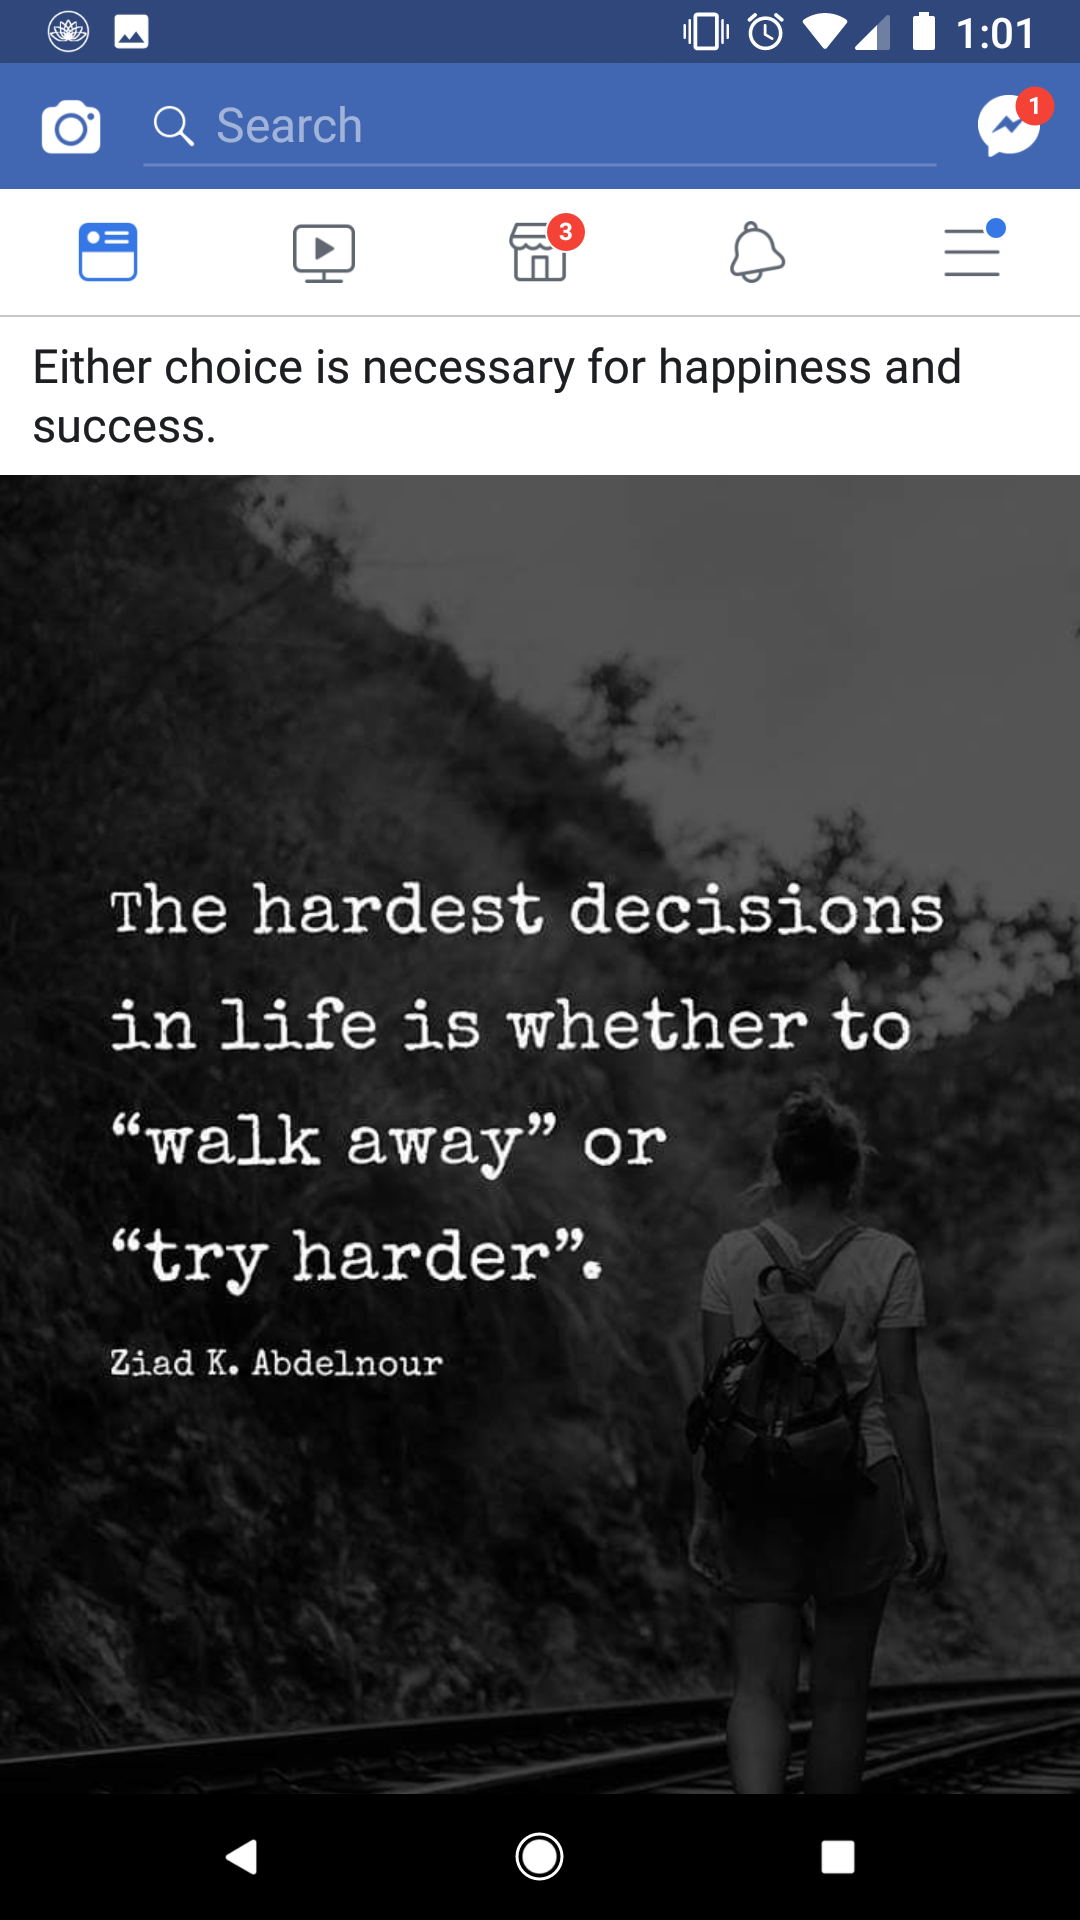 1:01
Search
1
3
Either choice is necessary for happiness and
success.
The hardest decisions
in life is whether to
“walk away” or
“try harder”.
Ziad K. Abdelnour